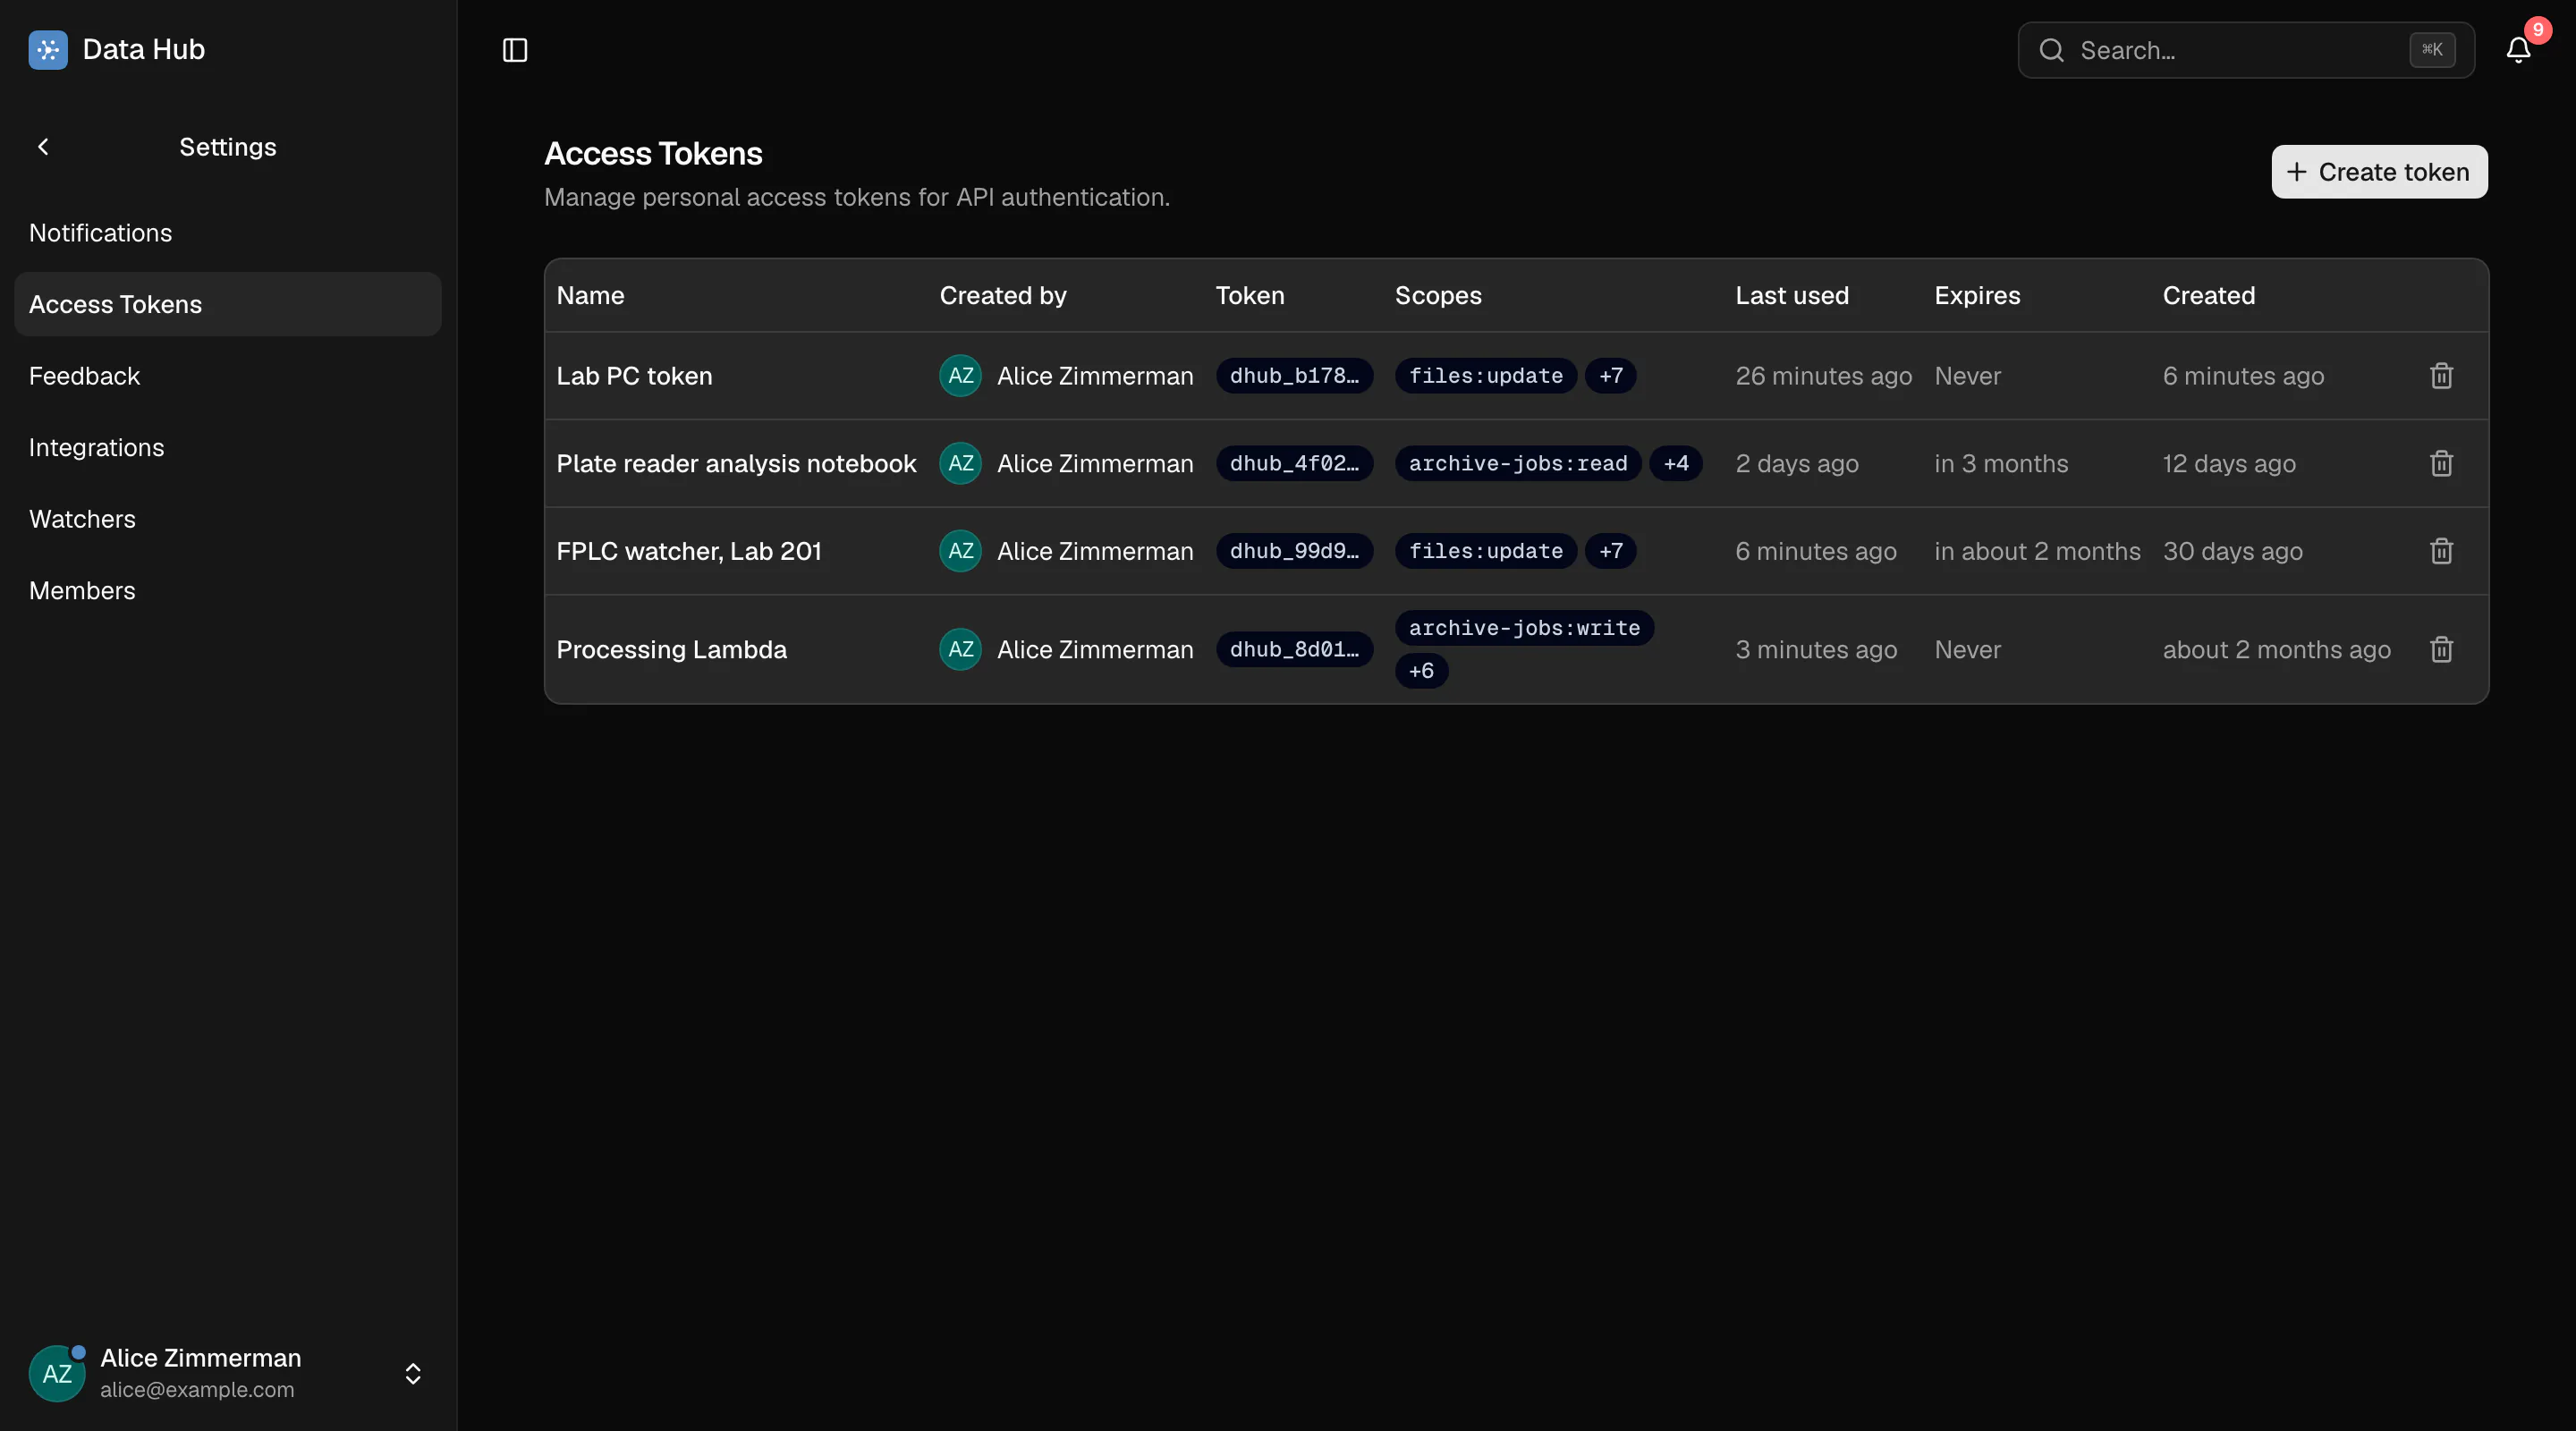 Data Hub
Search...
⌘K
9
Settings
Access Tokens
Manage personal access tokens for API authentication.
+ Create token
Notifications
Access Tokens
Feedback
Integrations
Watchers
Members
Name Created by Token Scopes Last used Expires Created
Lab PC token AZ Alice Zimmerman dhub_b178… files:update +7 26 minutes ago Never 6 minutes ago
Plate reader analysis notebook AZ Alice Zimmerman dhub_4f02… archive-jobs:read +4 2 days ago in 3 months 12 days ago
FPLC watcher, Lab 201 AZ Alice Zimmerman dhub_99d9… files:update +7 6 minutes ago in about 2 months 30 days ago
Processing Lambda AZ Alice Zimmerman dhub_8d01… archive-jobs:write +6 3 minutes ago Never about 2 months ago
AZ
Alice Zimmerman
alice@example.com